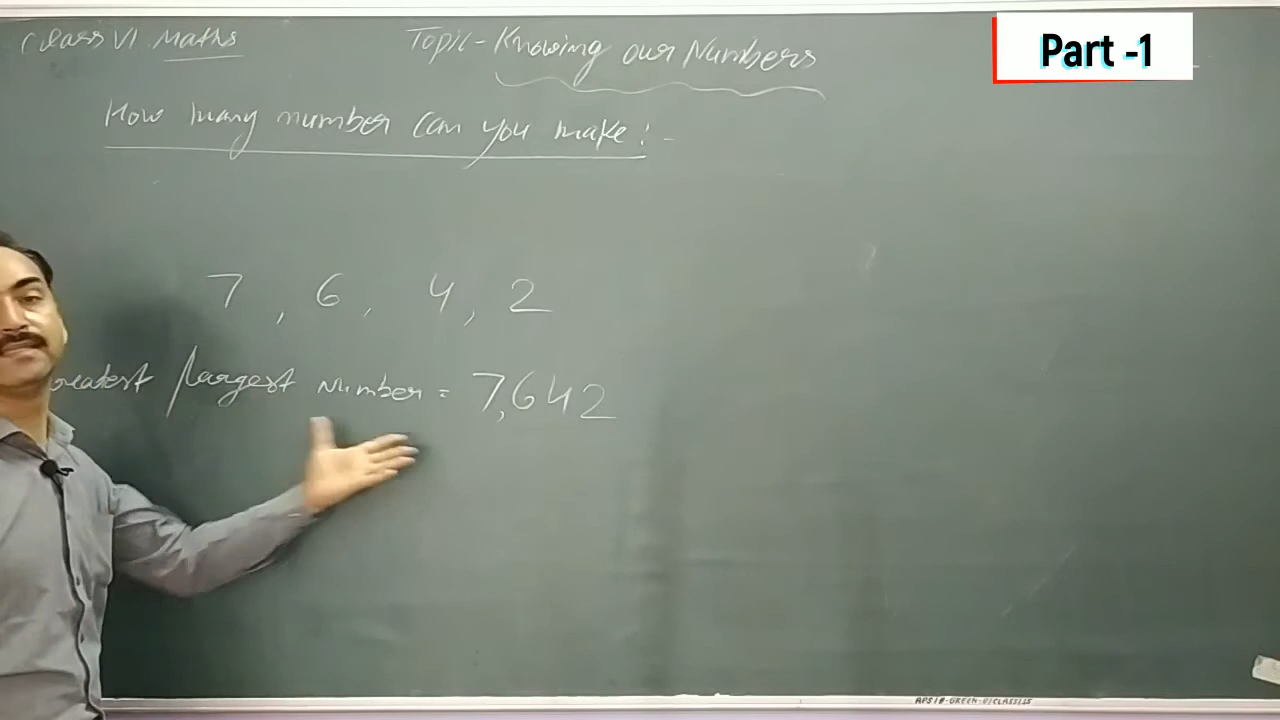 Class VI Maths
Topic - Knowing our Numbers
Part -1
How many number can you make :-
7 , 6 , 4 , 2
Greatest / largest Number = 7,642